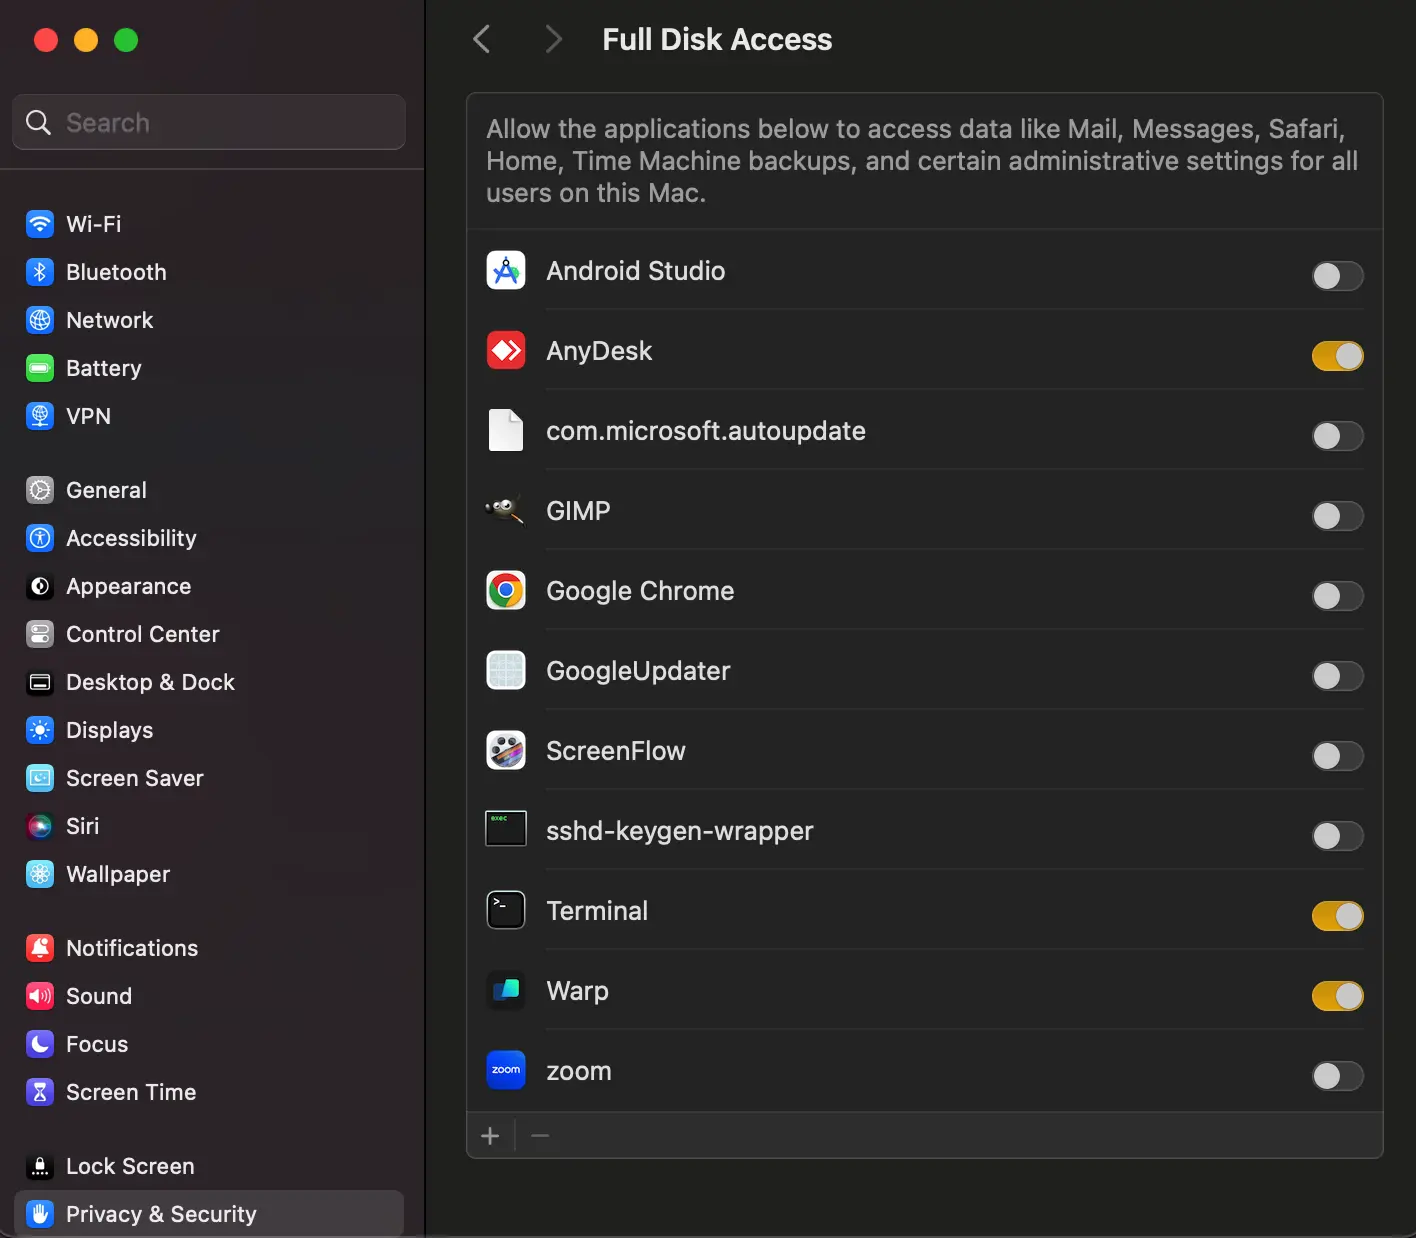 Full Disk Access
Search
Wi-Fi
Bluetooth
Network
Battery
VPN
General
Accessibility
Appearance
Control Center
Desktop & Dock
Displays
Screen Saver
Siri
Wallpaper
Notifications
Sound
Focus
Screen Time
Lock Screen
Privacy & Security
Allow the applications below to access data like Mail, Messages, Safari,
Home, Time Machine backups, and certain administrative settings for all
users on this Mac.
Android Studio
AnyDesk
com.microsoft.autoupdate
GIMP
Google Chrome
GoogleUpdater
ScreenFlow
exec
sshd-keygen-wrapper
>_
Terminal
Warp
zoom
zoom